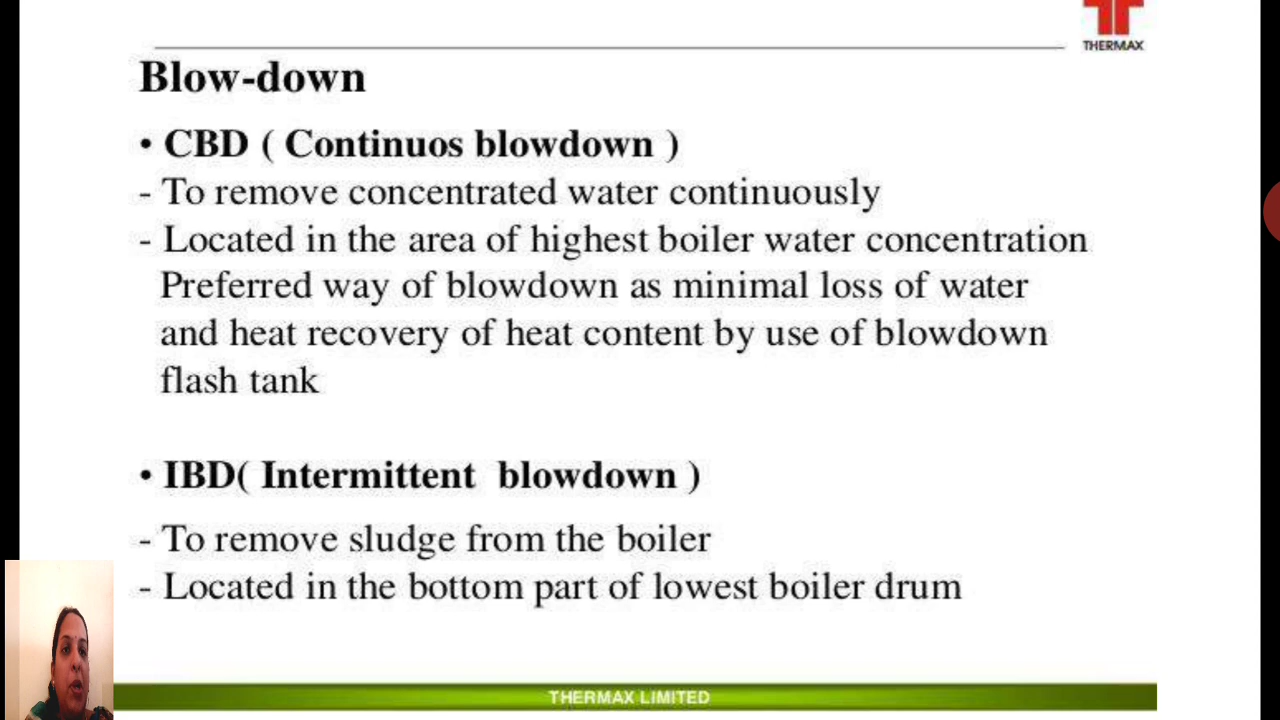 THERMAX
Blow-down
• CBD ( Continuos blowdown )
- To remove concentrated water continuously
- Located in the area of highest boiler water concentration
Preferred way of blowdown as minimal loss of water
and heat recovery of heat content by use of blowdown
flash tank
• IBD( Intermittent blowdown )
- To remove sludge from the boiler
- Located in the bottom part of lowest boiler drum
THERMAX LIMITED